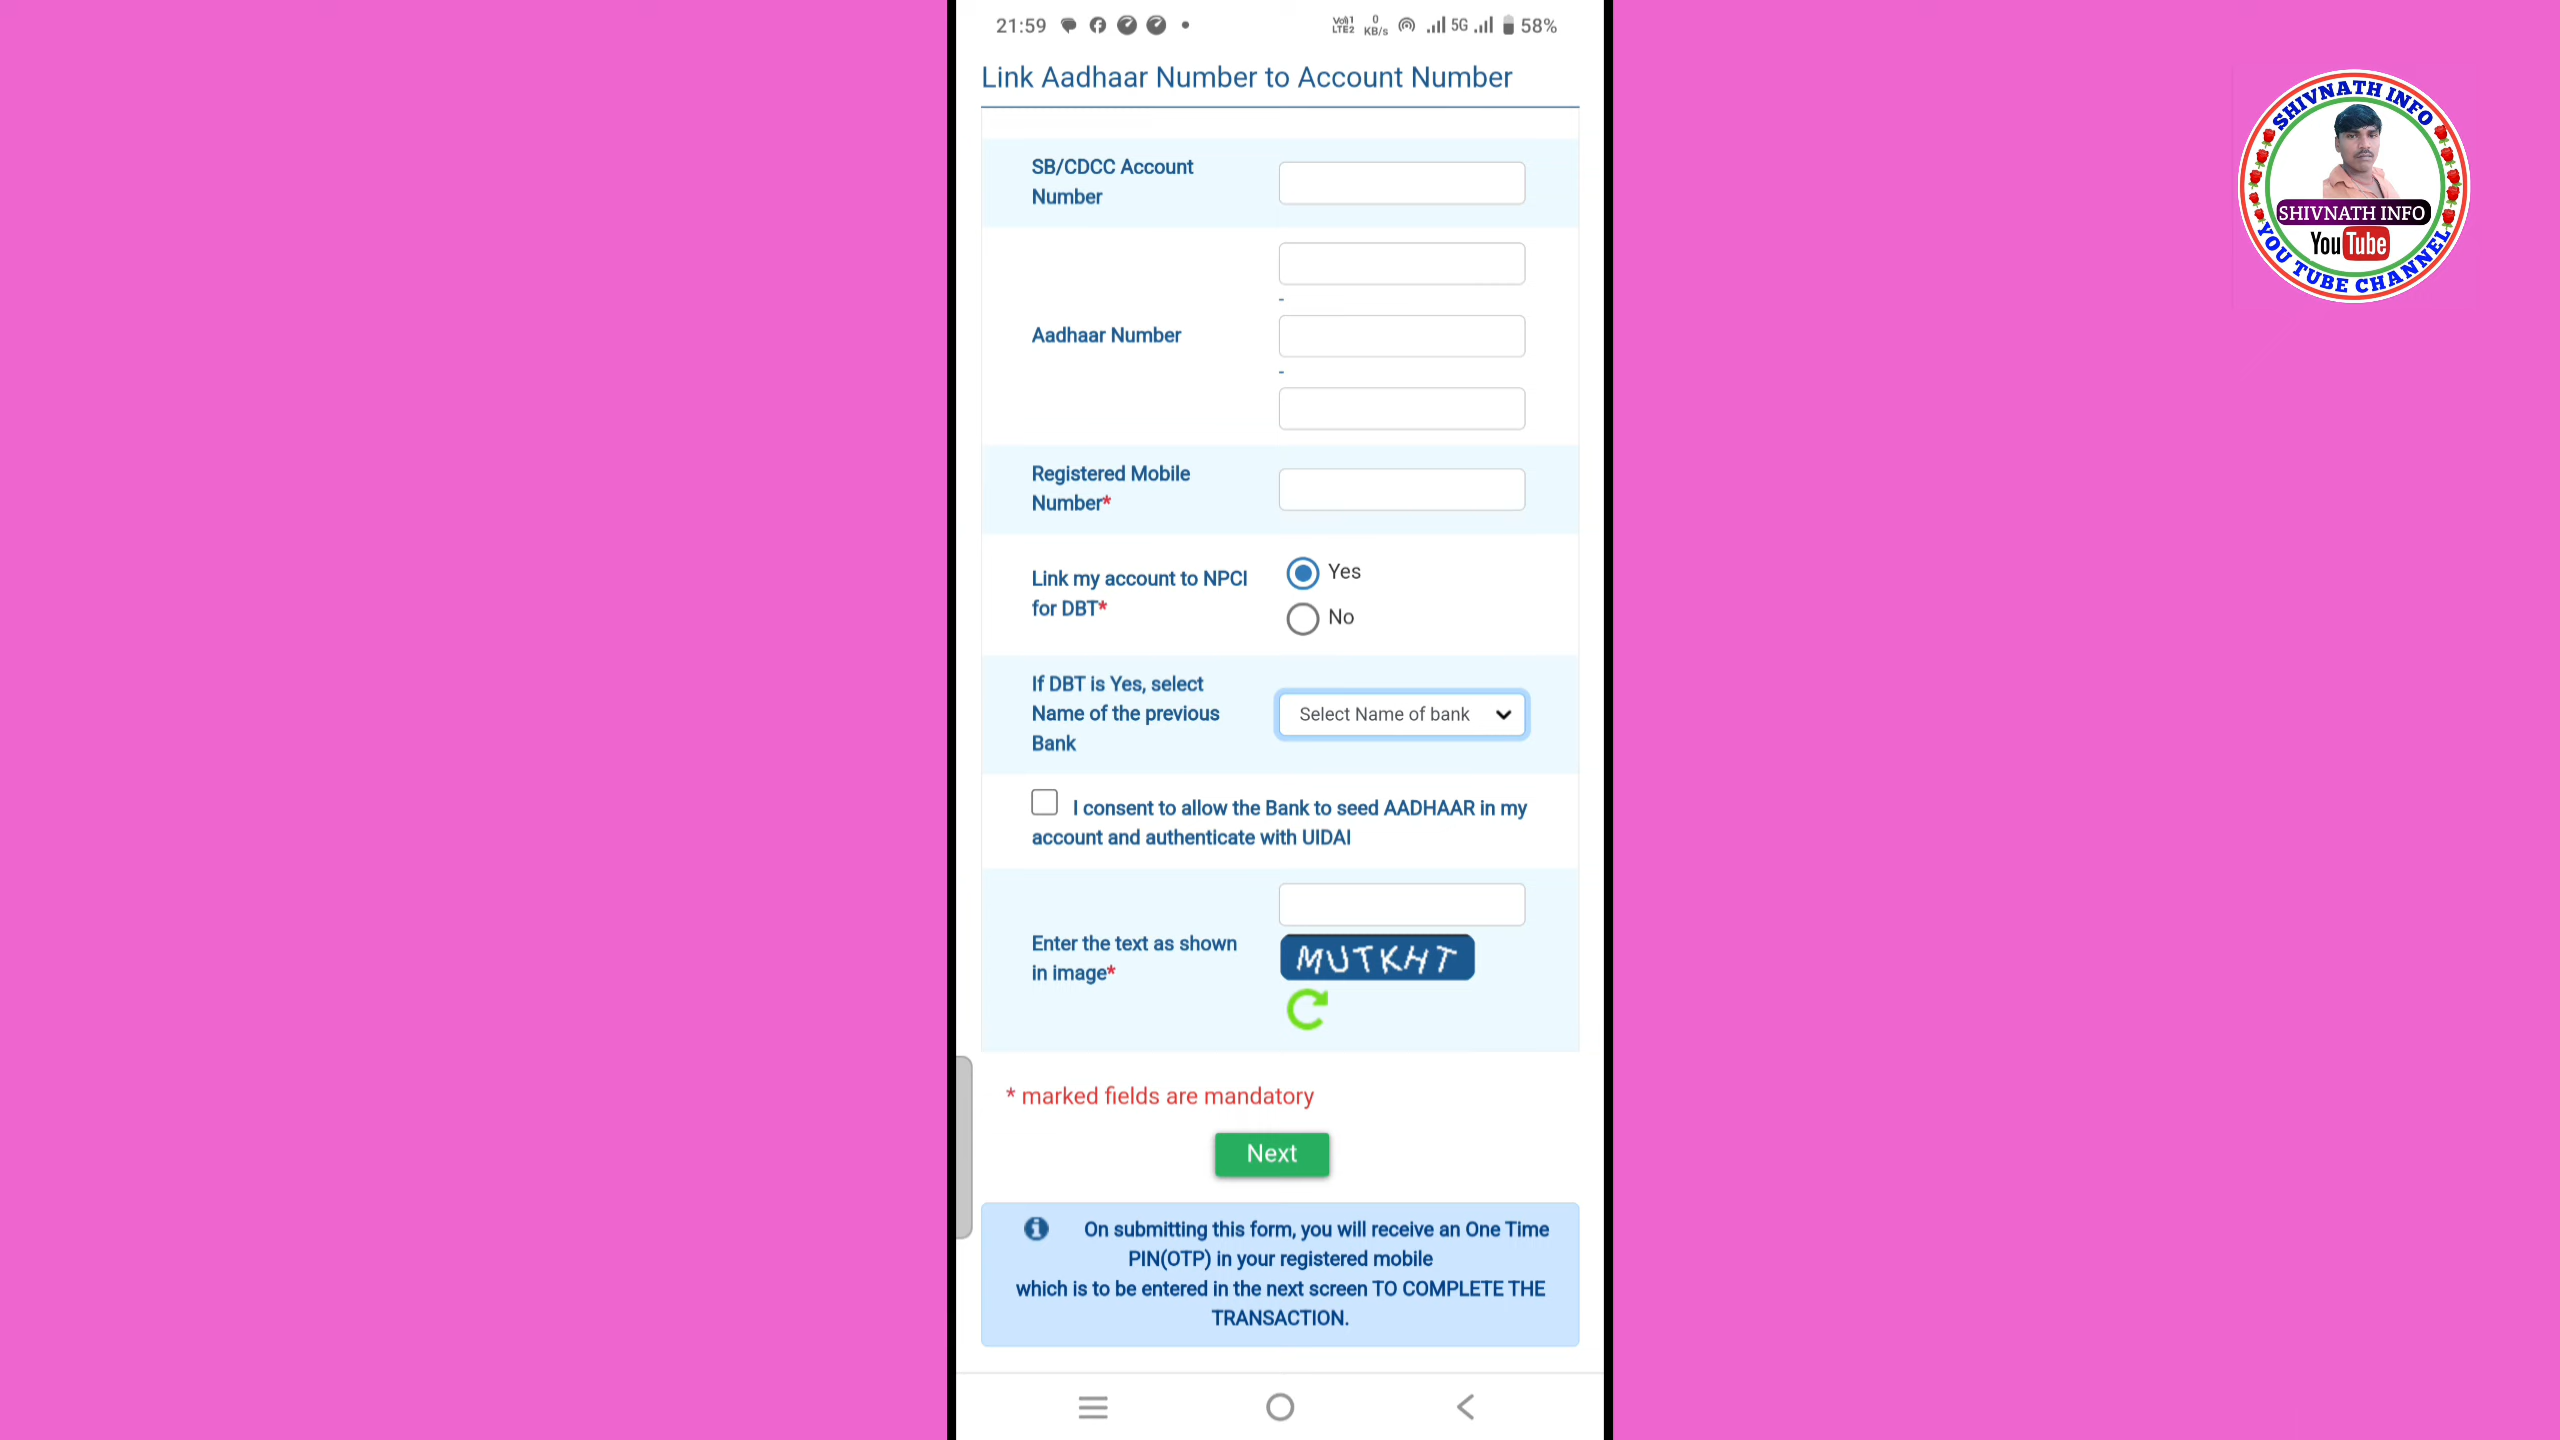 21:59
Vo1 LTE2 0 KB/s 5G 58%
Link Aadhaar Number to Account Number
SB/CDCC Account
Number
-
Aadhaar Number
-
Registered Mobile
Number*
Link my account to NPCI
for DBT*
Yes
No
If DBT is Yes, select
Name of the previous
Bank
Select Name of bank
I consent to allow the Bank to seed AADHAAR in my
account and authenticate with UIDAI
Enter the text as shown
in image*
MUTKHT
* marked fields are mandatory
Next
On submitting this form, you will receive an One Time
PIN(OTP) in your registered mobile
which is to be entered in the next screen TO COMPLETE THE
TRANSACTION.
SHIVNATH INFO
SHIVNATH INFO
YouTube
YOU TUBE CHANNEL